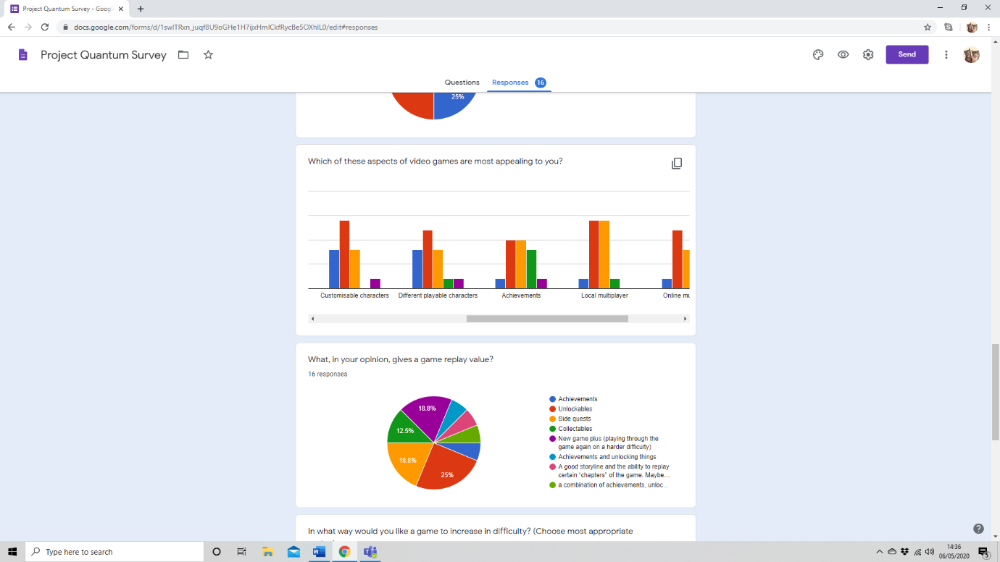 Project Quantum Survey - Googl
docs.google.com/forms/d/1swITRxn_juqf8U9oGHe1H7ijxHmICkfRycBe5OXhIL0/edit#responses
Project Quantum Survey
Send
Questions
Responses 16
25%
Which of these aspects of video games are most appealing to you?
Customisable characters
Different playable characters
Achievements
Local multiplayer
Online mu
What, in your opinion, gives a game replay value?
16 responses
18.8%
12.5%
18.8%
25%
Achievements
Unlockables
Side quests
Collectables
New game plus (playing through the
game again on a harder difficulty)
Achievements and unlocking things
A good storyline and the ability to replay
certain "chapters" of the game. Maybe...
a combination of achievements, unloc...
In what way would you like a game to increase in difficulty? (Choose most appropriate
Type here to search
14:36
06/05/2020
5